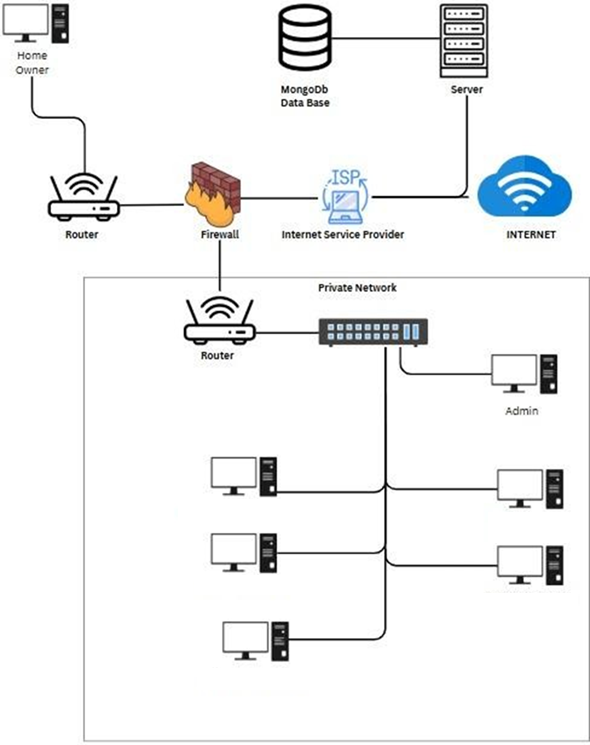 Home
Owner
MongoDb
Data Base
Server
ISP
Router
Firewall
Internet Service Provider
INTERNET
Private Network
Router
Admin